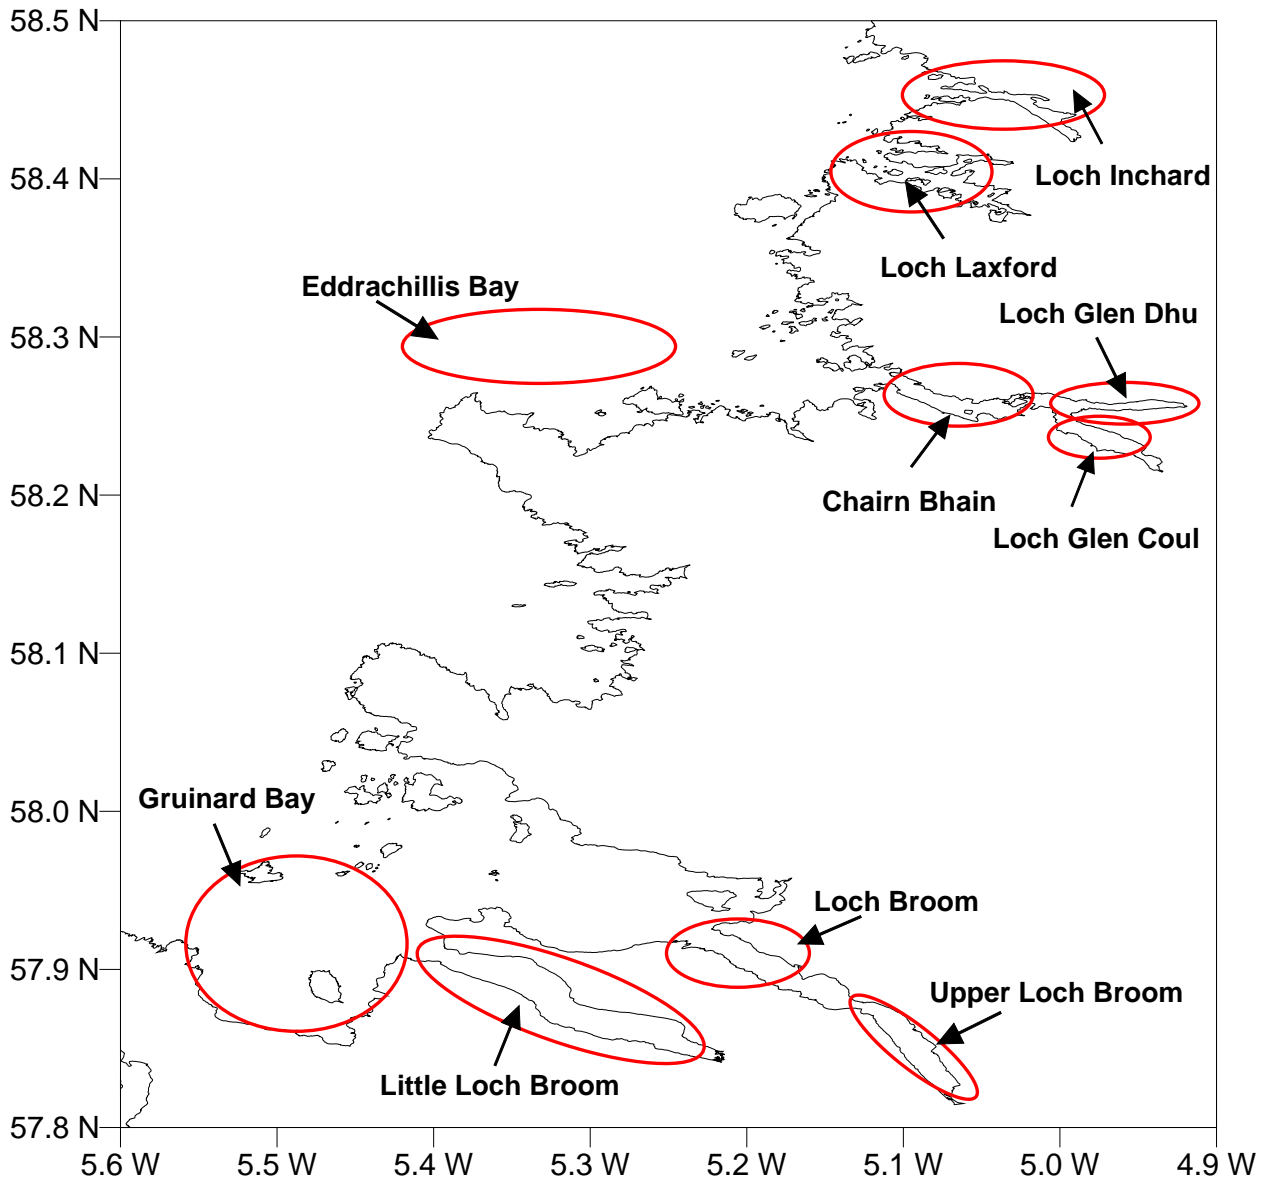 58.5 N
Loch Inchard
58.4 N
Loch Laxford
Eddrachillis Bay
Loch Glen Dhu
58.3 N
Chairn Bhain
58.2 N
Loch Glen Coul
58.1 N
Gruinard Bay
58.0 N
Loch Broom
57.9 N
Upper Loch Broom
Little Loch Broom
57.8 N
5.6 W 5.5 W 5.4 W 5.3 W 5.2 W 5.1 W 5.0 W 4.9 W